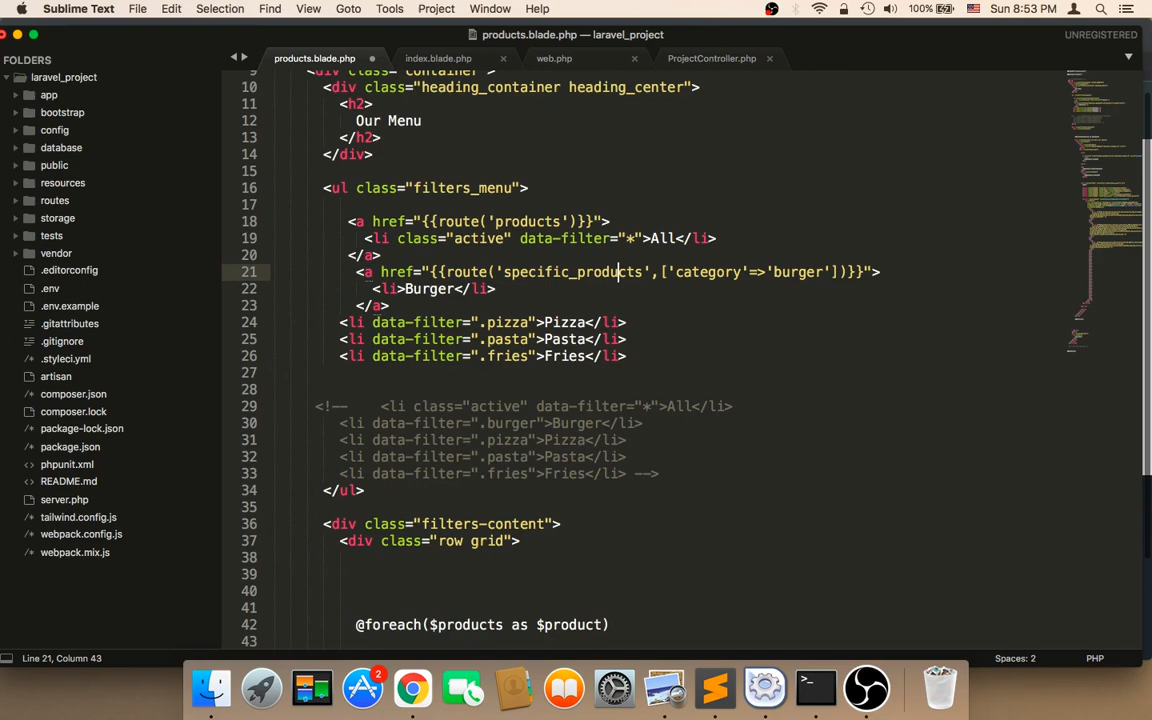 Sublime Text File Edit Selection Find View Goto Tools Project Window Help 100% Sun 8:53 PM
products.blade.php — laravel_project UNREGISTERED
FOLDERS
laravel_project
app
bootstrap
config
database
public
resources
routes
storage
tests
vendor
.editorconfig
.env
.env.example
.gitattributes
.gitignore
.styleci.yml
artisan
composer.json
composer.lock
package-lock.json
package.json
phpunit.xml
README.md
server.php
tailwind.config.js
webpack.config.js
webpack.mix.js
products.blade.php index.blade.php web.php ProjectController.php
9 <div class="container">
10 <div class="heading_container heading_center">
11 <h2>
12 Our Menu
13 </h2>
14 </div>
15
16 <ul class="filters_menu">
17
18 <a href="{{route('products')}}">
19 <li class="active" data-filter="*">All</li>
20 </a>
21 <a href="{{route('specific_products',['category'=>'burger'])}}">
22 <li>Burger</li>
23 </a>
24 <li data-filter=".pizza">Pizza</li>
25 <li data-filter=".pasta">Pasta</li>
26 <li data-filter=".fries">Fries</li>
27
28
29 <!-- <li class="active" data-filter="*">All</li>
30 <li data-filter=".burger">Burger</li>
31 <li data-filter=".pizza">Pizza</li>
32 <li data-filter=".pasta">Pasta</li>
33 <li data-filter=".fries">Fries</li> -->
34 </ul>
35
36 <div class="filters-content">
37 <div class="row grid">
38
39
40
41
42 @foreach($products as $product)
43
Line 21, Column 43 Spaces: 2 PHP
2